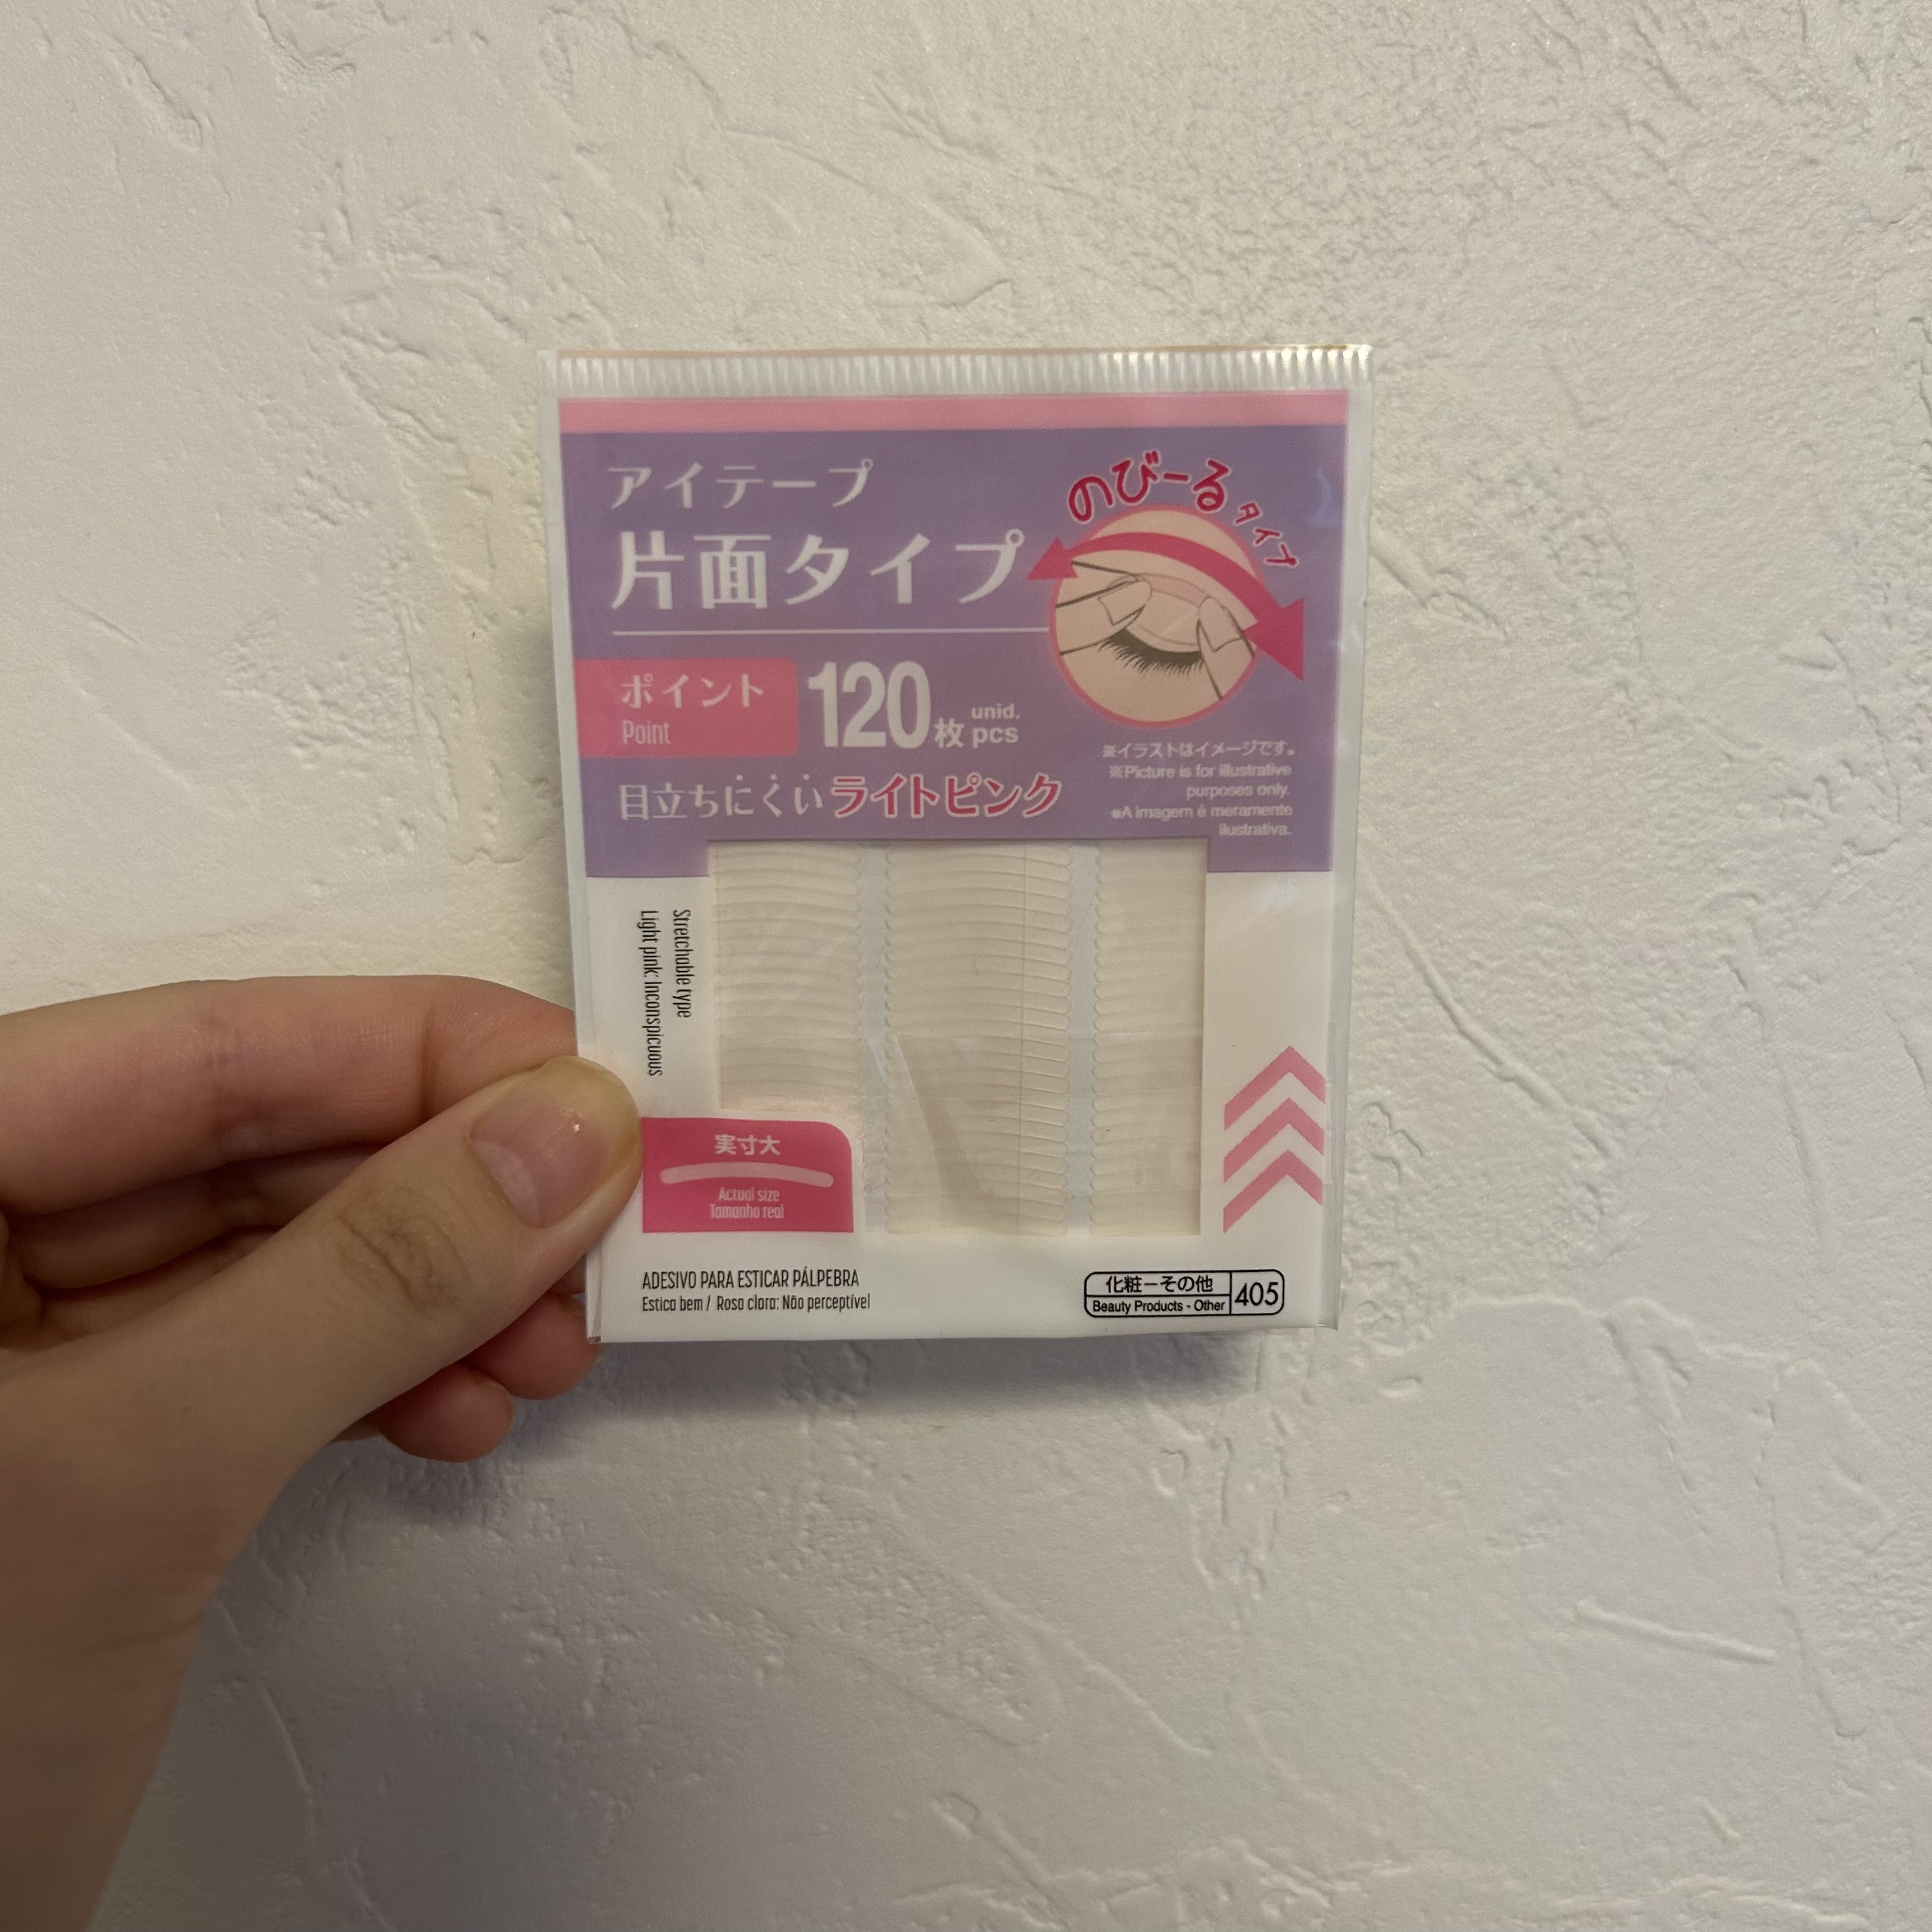 アイテープ
片面タイプ
のびーるタイプ
ポイント
Point
120枚 unid. pcs
目立ちにくいライトピンク
※イラストはイメージです。
※Picture is for illustrative
purposes only.
●A imagem é meramente
ilustrativa.
Stretchable type
Light pink: Inconspicuous
実寸大
Actual size
Tamanho real
ADESIVO PARA ESTICAR PÁLPEBRA
Estica bem / Rosa claro: Não perceptível
化粧−その他
Beauty Products - Other
405